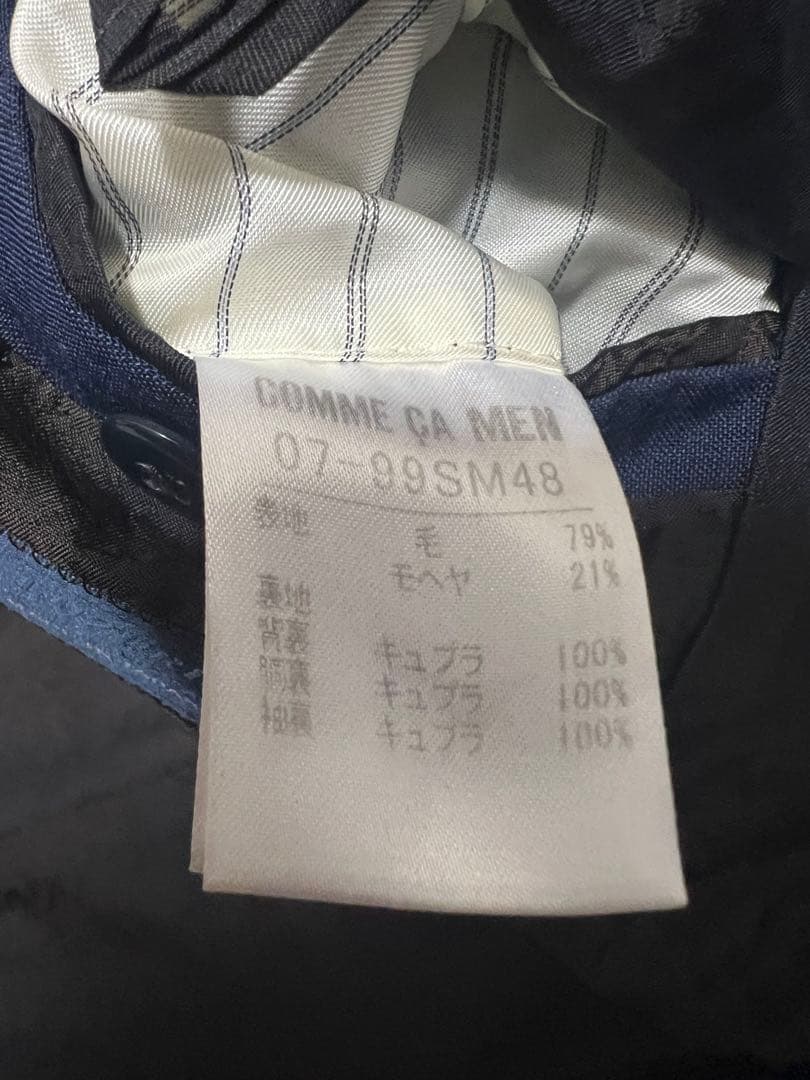 COMME ÇA MEN
07-99SM48
表地 毛 79%
モヘヤ 21%
裏地
背裏 キュプラ 100%
胴裏 キュプラ 100%
袖裏 キュプラ 100%